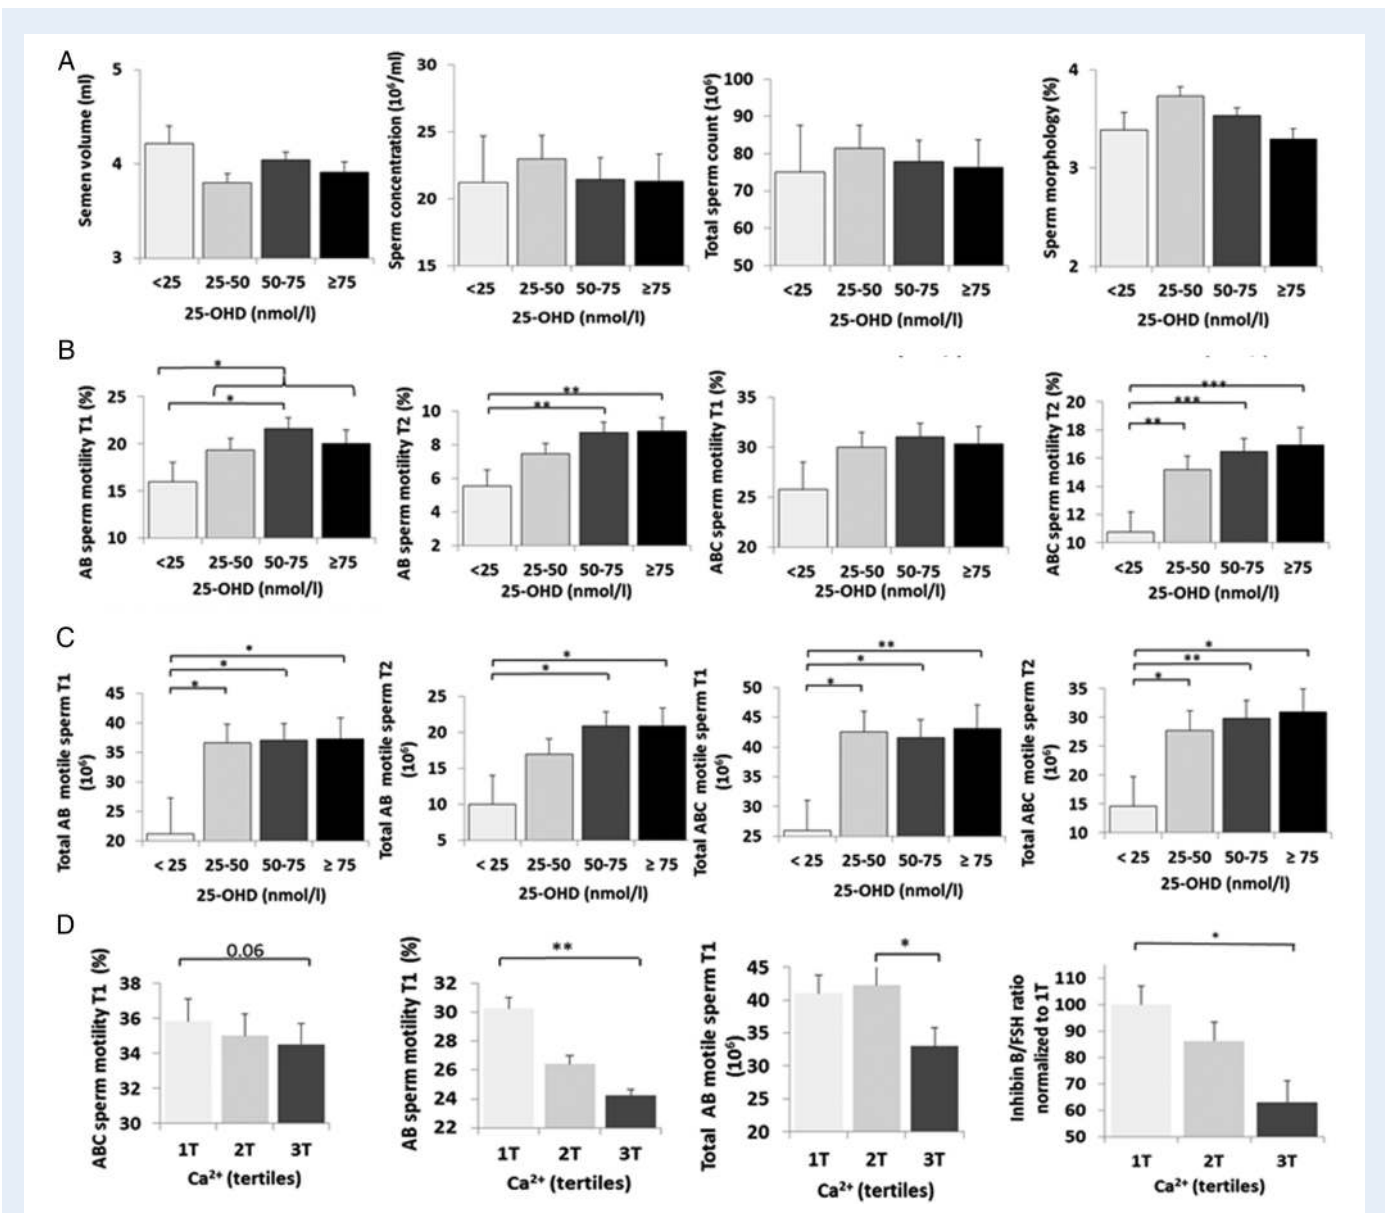 A
Semen volume (ml)
5
4
3
<25 25-50 50-75 ≥75
25-OHD (nmol/l)
Sperm concentration (10⁶/ml)
30
25
20
15
<25 25-50 50-75 ≥75
25-OHD (nmol/l)
Total sperm count (10⁶)
100
90
80
70
60
50
<25 25-50 50-75 ≥75
25-OHD (nmol/l)
Sperm morphology (%)
4
3
2
<25 25-50 50-75 ≥75
25-OHD (nmol/l)
B
AB sperm motility T1 (%)
*
*
25
20
15
10
<25 25-50 50-75 ≥75
25-OHD (nmol/l)
AB sperm motility T2 (%)
**
**
10
8
6
4
2
<25 25-50 50-75 ≥75
25-OHD (nmol/l)
ABC sperm motility T1 (%)
35
30
25
20
<25 25-50 50-75 ≥75
25-OHD (nmol/l)
ABC sperm motility T2 (%)
***
***
**
20
18
16
14
12
10
<25 25-50 50-75 ≥75
25-OHD (nmol/l)
C
Total AB motile sperm T1
(10⁶)
*
*
*
45
40
35
30
25
20
< 25 25-50 50-75 ≥ 75
25-OHD (nmol/l)
Total AB motile sperm T2
(10⁶)
*
*
25
20
15
10
5
< 25 25-50 50-75 ≥ 75
25-OHD (nmol/l)
Total ABC motile sperm T1
(10⁶)
**
*
*
50
45
40
35
30
25
< 25 25-50 50-75 ≥ 75
25-OHD (nmol/l)
Total ABC motile sperm T2
(10⁶)
*
**
*
35
30
25
20
15
10
< 25 25-50 50-75 ≥ 75
25-OHD (nmol/l)
D
ABC sperm motility T1 (%)
0.06
38
36
34
32
30
1T 2T 3T
Ca²⁺ (tertiles)
AB sperm motility T1 (%)
**
32
30
28
26
24
22
1T 2T 3T
Ca²⁺ (tertiles)
Total AB motile sperm T1
(10⁶)
*
45
40
35
30
25
20
1T 2T 3T
Ca²⁺ (tertiles)
Inhibin B/FSH ratio
normalized to 1T
*
110
100
90
80
70
60
50
1T 2T 3T
Ca²⁺ (tertiles)